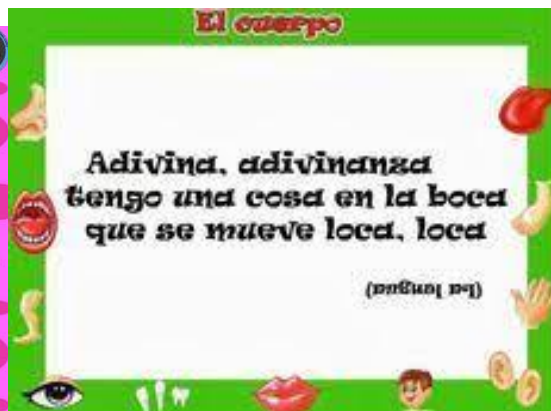 El cuerpo
Adivina, adivinanza
tengo una cosa en la boca
que se mueve loca, loca
(La lengua)